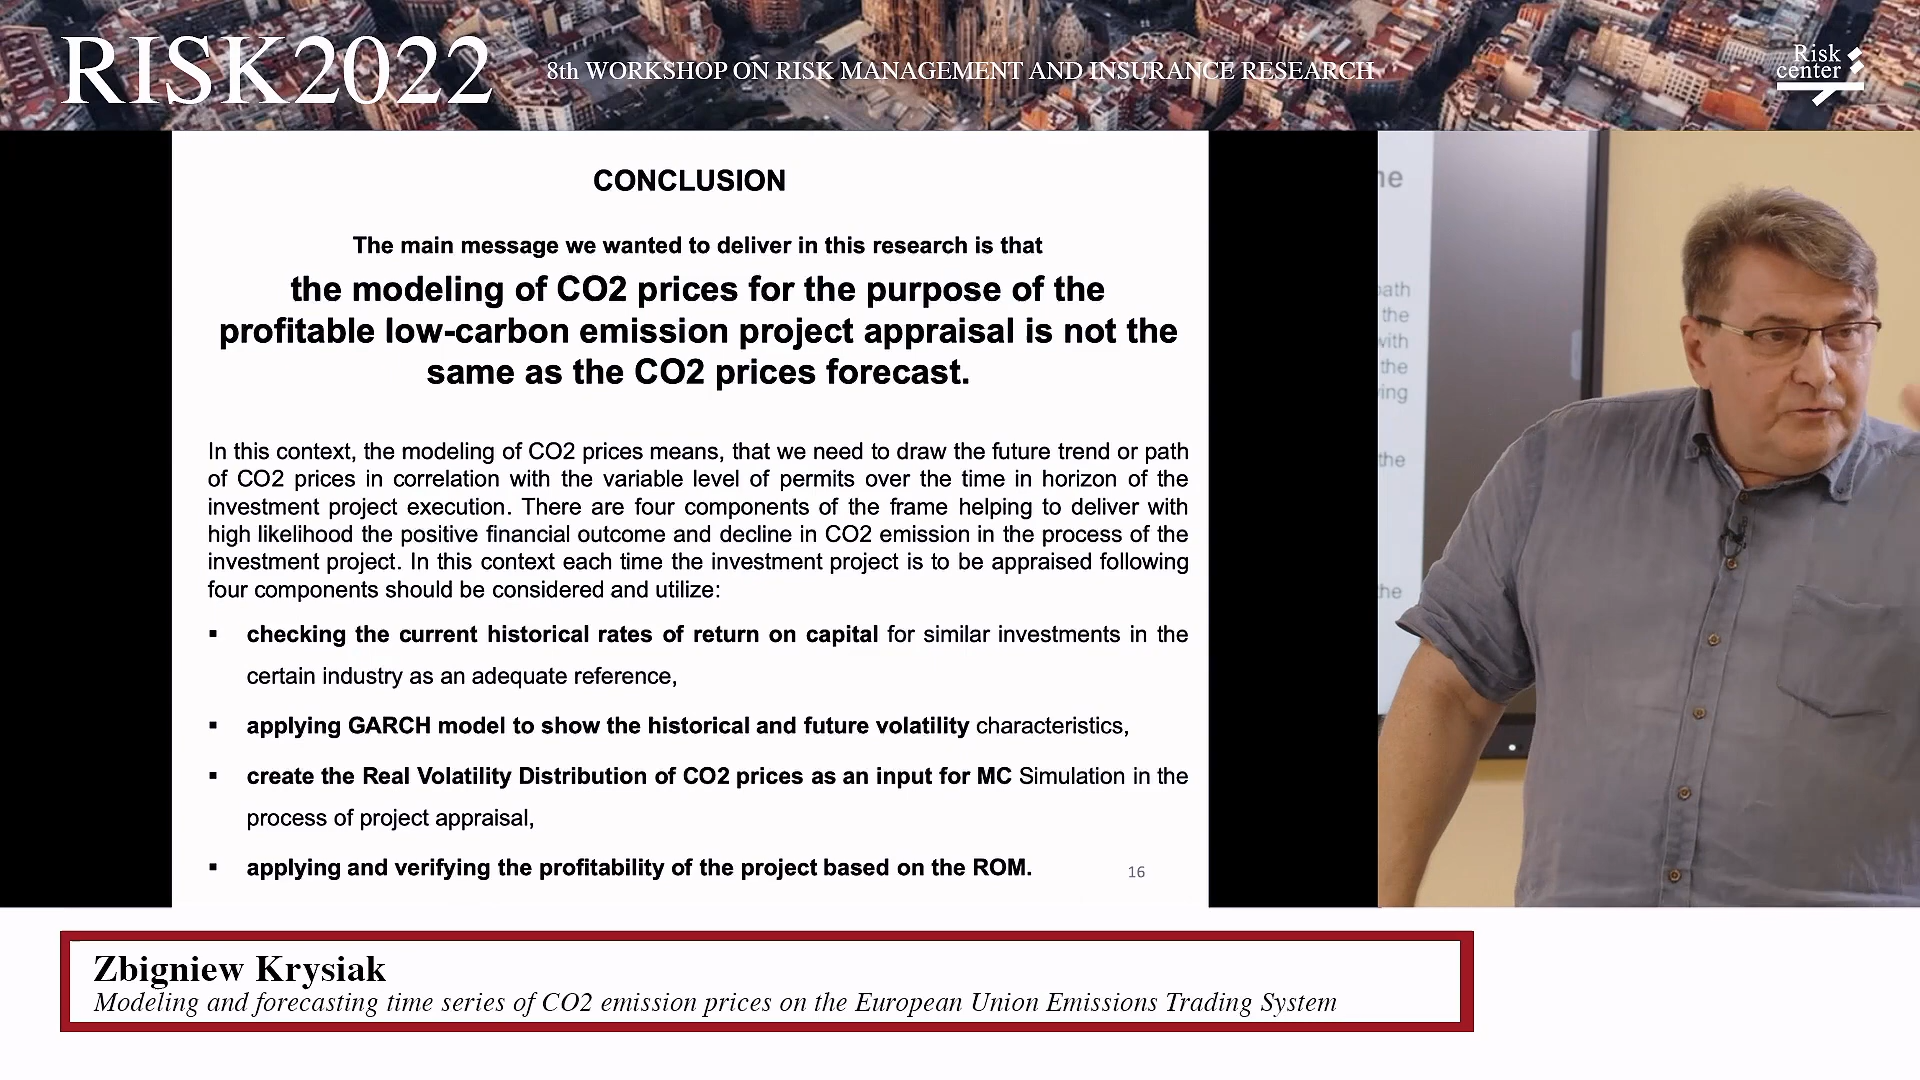 RISK2022
8th WORKSHOP ON RISK MANAGEMENT AND INSURANCE RESEARCH
Risk
center
CONCLUSION
The main message we wanted to deliver in this research is that
the modeling of CO2 prices for the purpose of the
profitable low-carbon emission project appraisal is not the
same as the CO2 prices forecast.
In this context, the modeling of CO2 prices means, that we need to draw the future trend or path
of CO2 prices in correlation with the variable level of permits over the time in horizon of the
investment project execution. There are four components of the frame helping to deliver with
high likelihood the positive financial outcome and decline in CO2 emission in the process of the
investment project. In this context each time the investment project is to be appraised following
four components should be considered and utilize:
▪ checking the current historical rates of return on capital for similar investments in the
certain industry as an adequate reference,
▪ applying GARCH model to show the historical and future volatility characteristics,
▪ create the Real Volatility Distribution of CO2 prices as an input for MC Simulation in the
process of project appraisal,
▪ applying and verifying the profitability of the project based on the ROM.
16
the
the
the
the
Zbigniew Krysiak
Modeling and forecasting time series of CO2 emission prices on the European Union Emissions Trading System